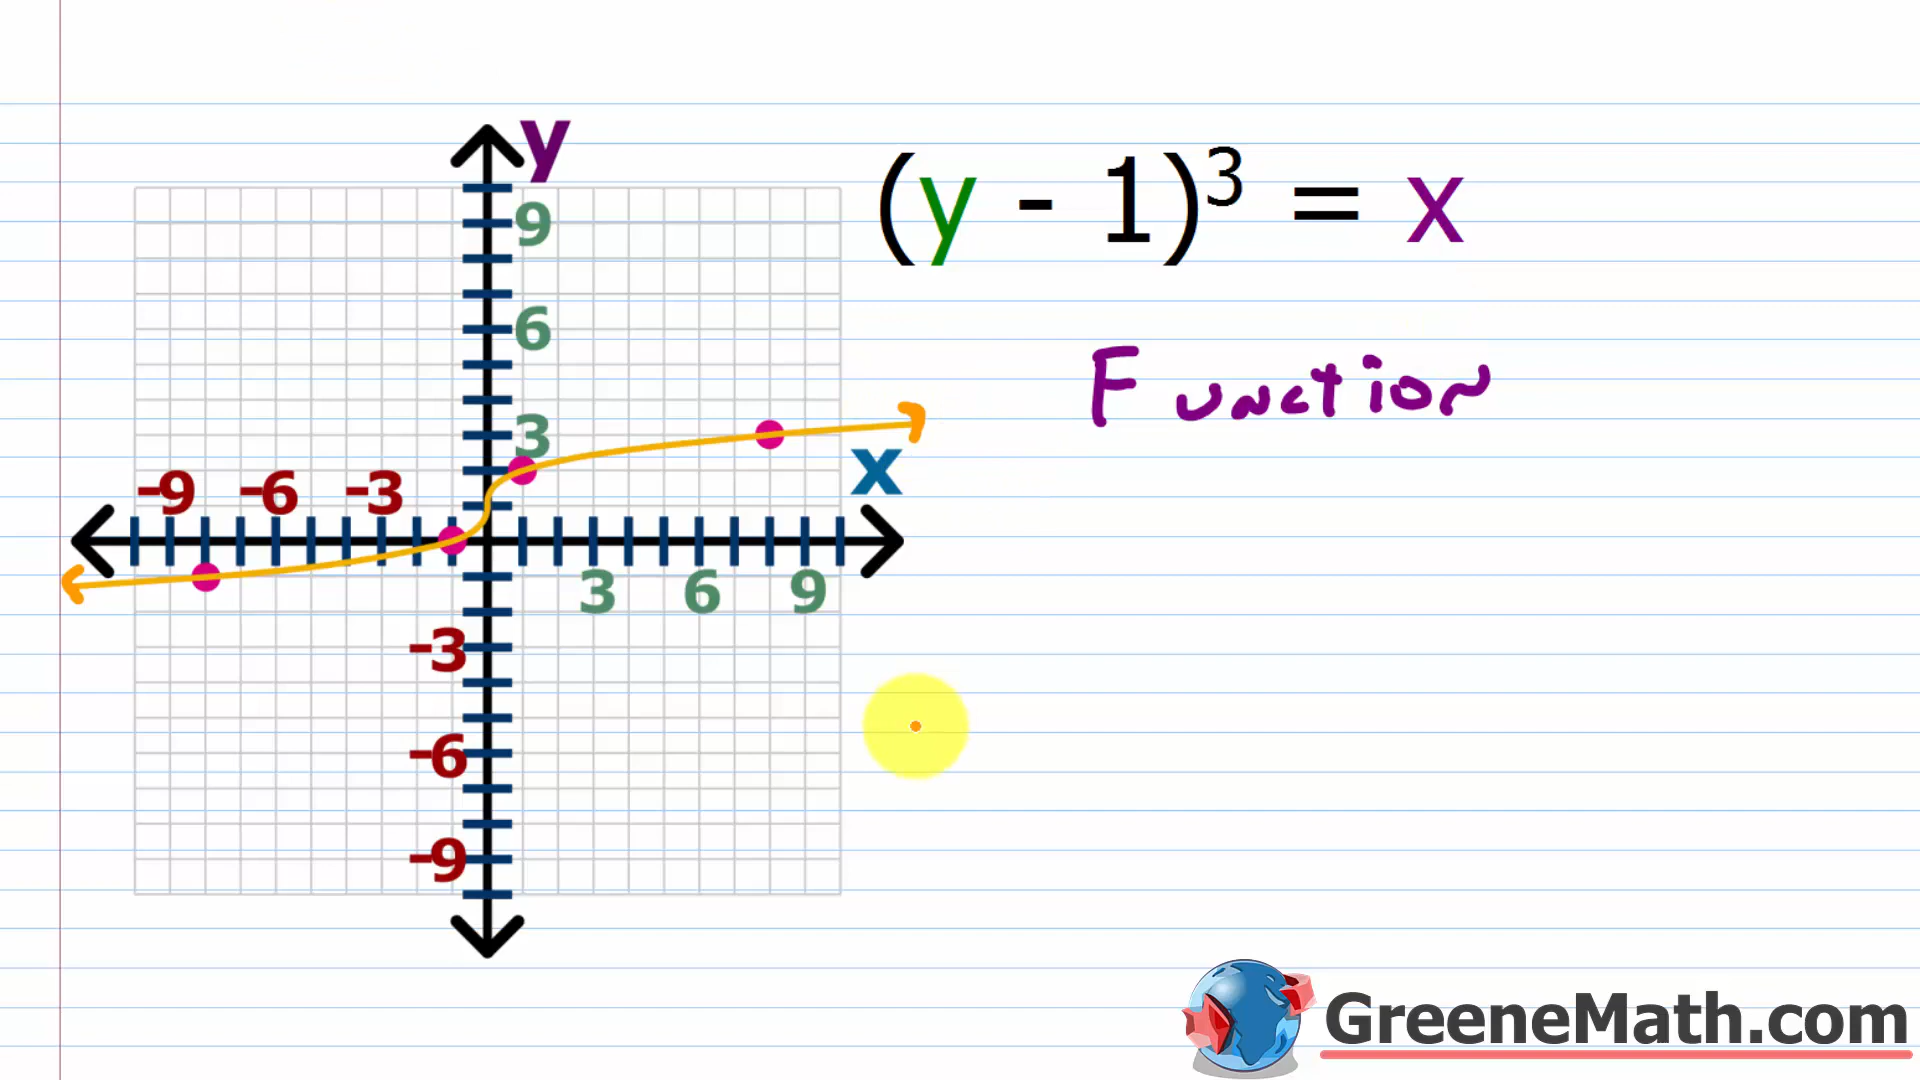 y
(y - 1)³ = x
9
6
Function
3
x
-9 -6 -3
3 6 9
-3
-6
-9
GreeneMath.com